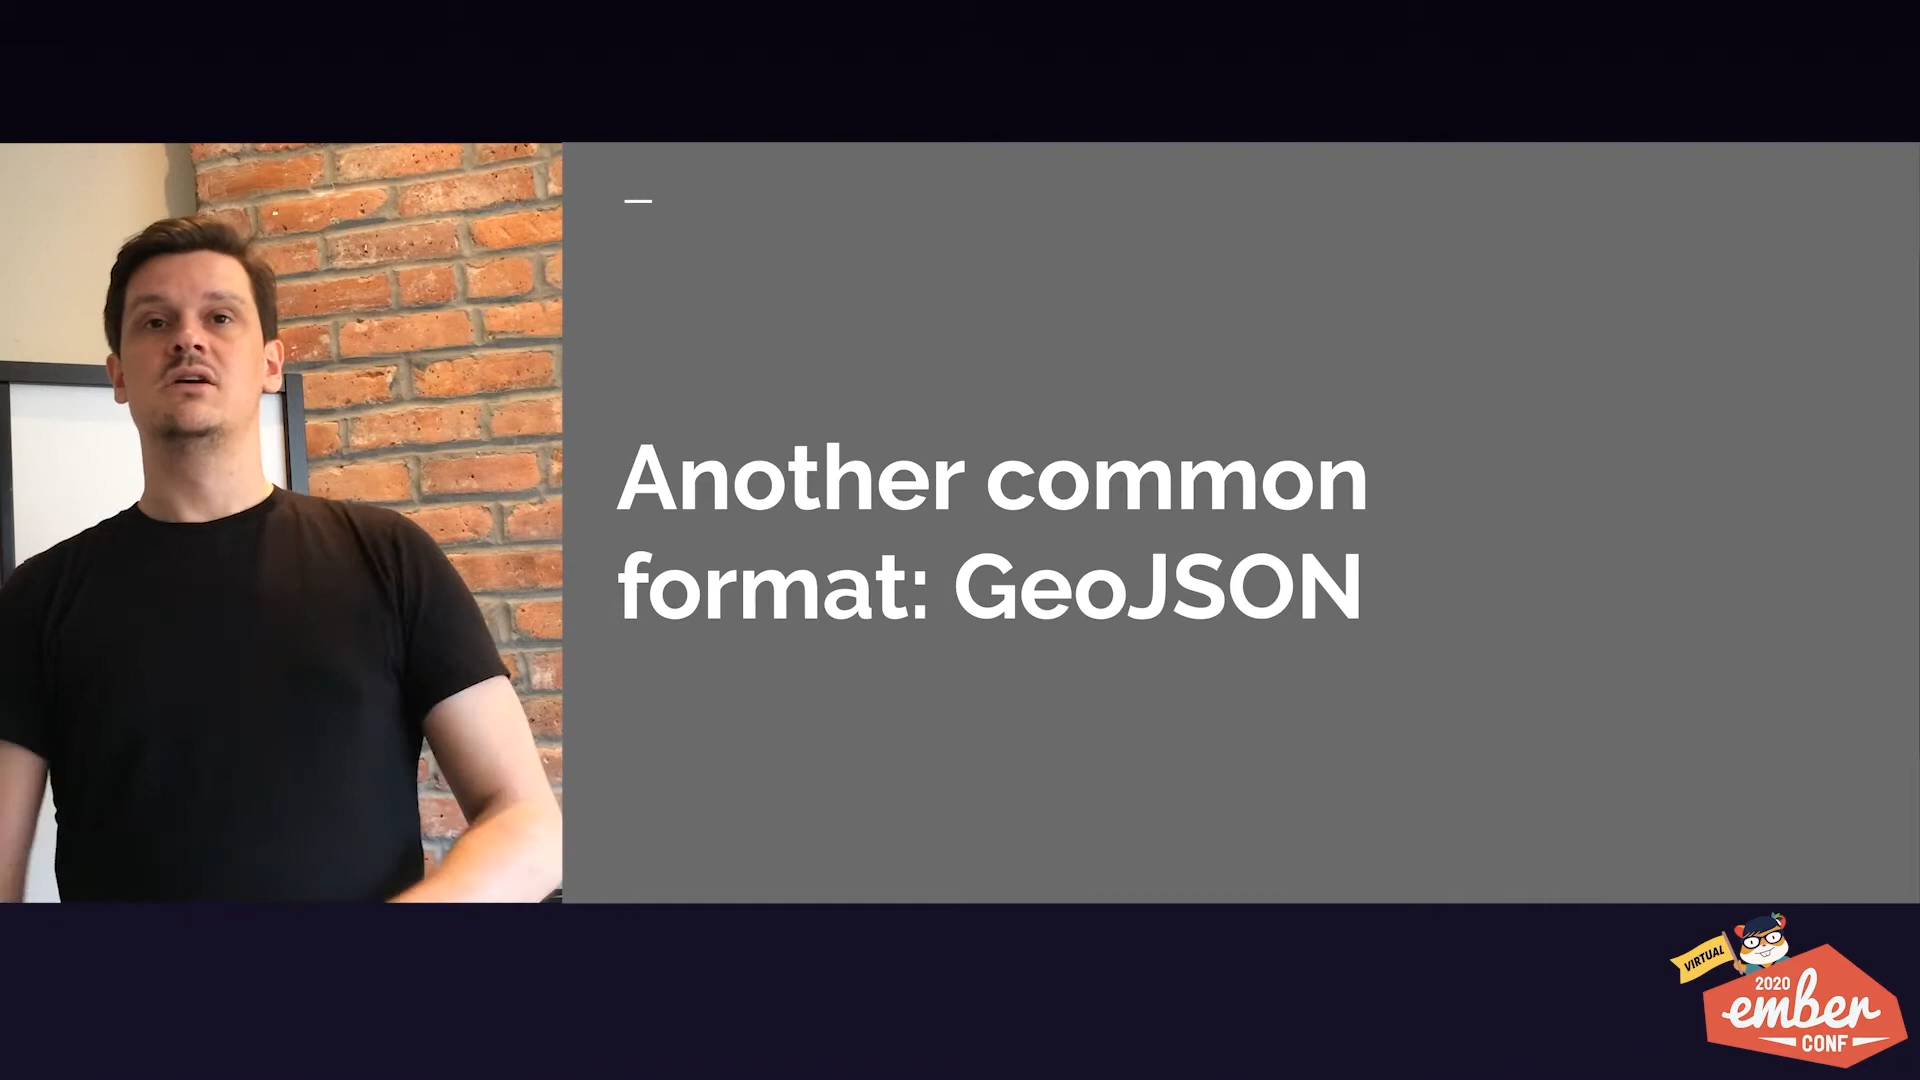 Another common
format: GeoJSON
VIRTUAL
2020
ember
CONF